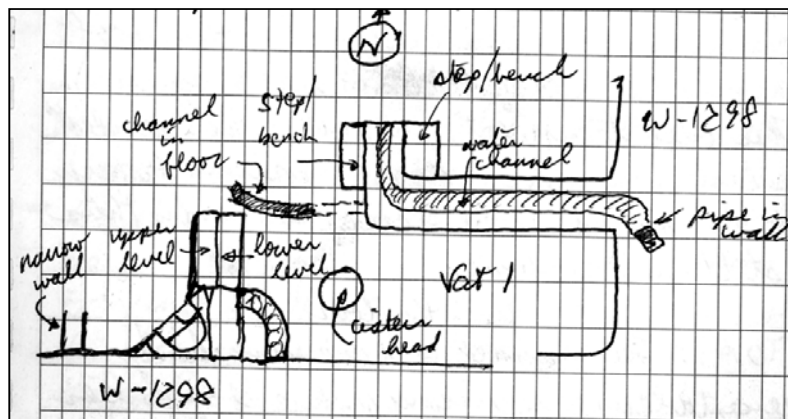 N
step/bench
step/
bench
channel
in
floor
W-1298
water
channel
pipe in
wall
upper
level
lower
level
narrow
wall
Vat 1
cistern
head
W-1298